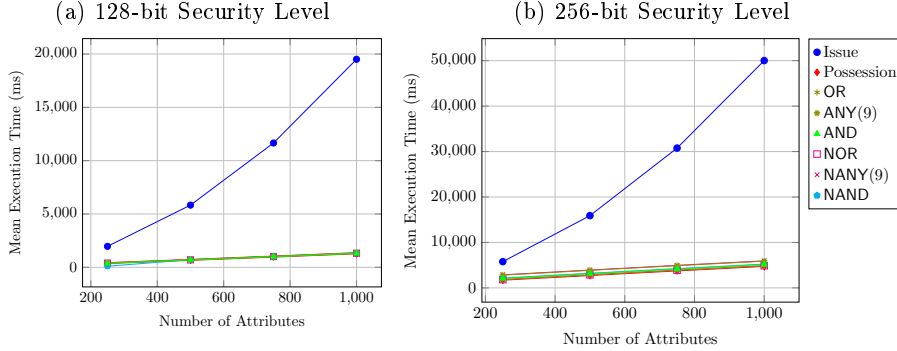 (a) 128-bit Security Level
(b) 256-bit Security Level
Mean Execution Time (ms)
20,000
15,000
10,000
5,000
0
200
400
600
800
1,000
Number of Attributes
Mean Execution Time (ms)
50,000
40,000
30,000
20,000
10,000
0
200
400
600
800
1,000
Number of Attributes
Issue
Possession
OR
ANY(9)
AND
NOR
NANY(9)
NAND